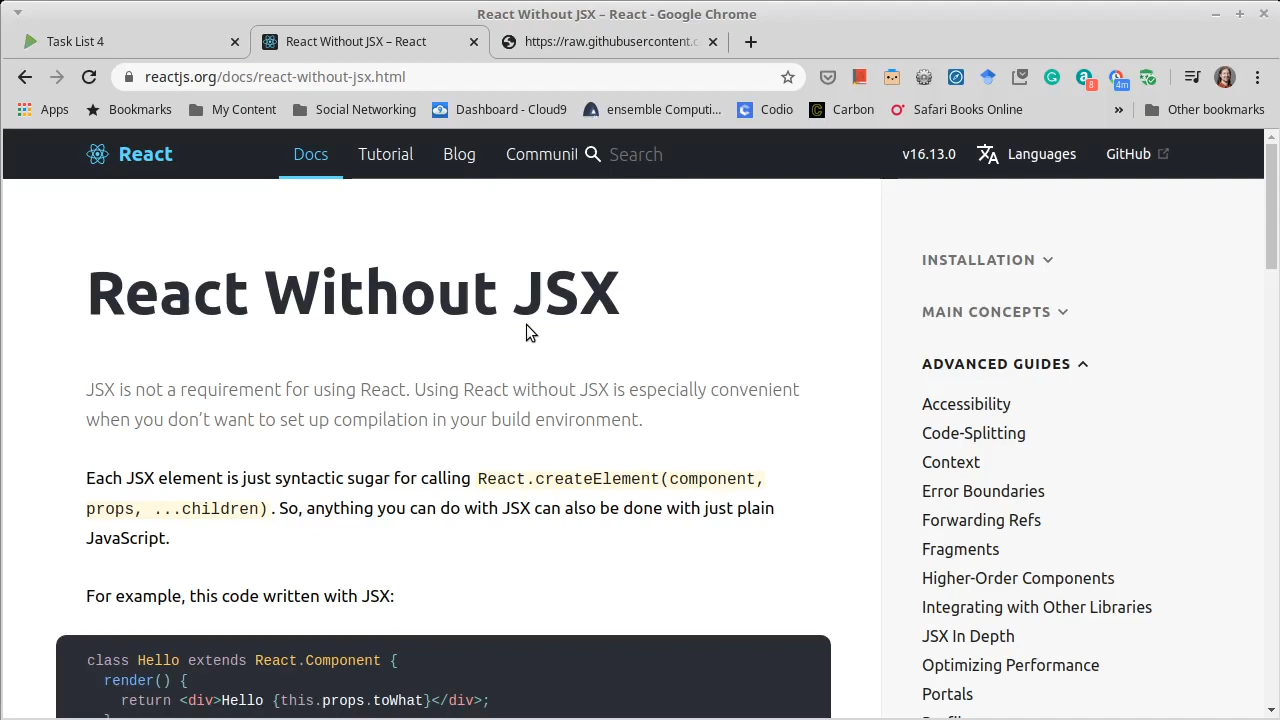 React Without JSX – React - Google Chrome
Task List 4
React Without JSX – React
https://raw.githubusercontent.c
reactjs.org/docs/react-without-jsx.html
8
4m
Apps
Bookmarks
My Content
Social Networking
Dashboard - Cloud9
ensemble Computi...
Codio
Carbon
Safari Books Online
»
Other bookmarks
React
Docs
Tutorial
Blog
Communit
Search
v16.13.0
Languages
GitHub
React Without JSX
JSX is not a requirement for using React. Using React without JSX is especially convenient
when you don’t want to set up compilation in your build environment.
Each JSX element is just syntactic sugar for calling React.createElement(component,
props, ...children). So, anything you can do with JSX can also be done with just plain
JavaScript.
For example, this code written with JSX:
class Hello extends React.Component {
render() {
return <div>Hello {this.props.toWhat}</div>;
}
INSTALLATION
MAIN CONCEPTS
ADVANCED GUIDES
Accessibility
Code-Splitting
Context
Error Boundaries
Forwarding Refs
Fragments
Higher-Order Components
Integrating with Other Libraries
JSX In Depth
Optimizing Performance
Portals